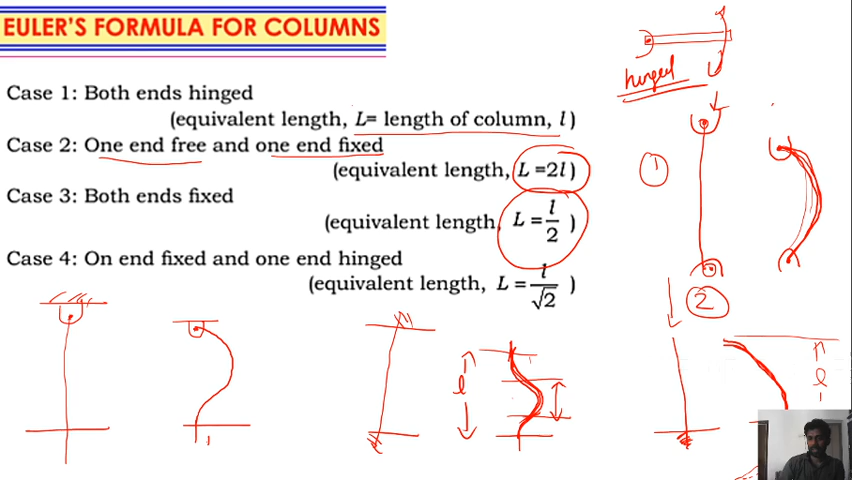 EULER'S FORMULA FOR COLUMNS
Case 1: Both ends hinged
(equivalent length, L= length of column, l)
Case 2: One end free and one end fixed
(equivalent length, L =2l)
Case 3: Both ends fixed
(equivalent length, L = l/2 )
Case 4: On end fixed and one end hinged
(equivalent length, L = l/√2 )
hinged
1
2
l
l